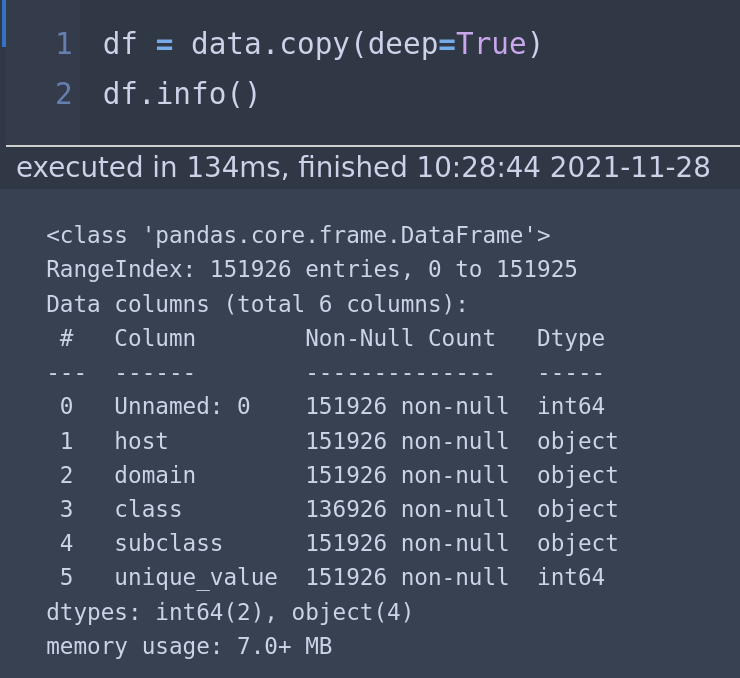 1 df = data.copy(deep=True)
2 df.info()
executed in 134ms, finished 10:28:44 2021-11-28
<class 'pandas.core.frame.DataFrame'>
RangeIndex: 151926 entries, 0 to 151925
Data columns (total 6 columns):
 #   Column        Non-Null Count   Dtype
---  ------        --------------   -----
 0   Unnamed: 0    151926 non-null  int64
 1   host          151926 non-null  object
 2   domain        151926 non-null  object
 3   class         136926 non-null  object
 4   subclass      151926 non-null  object
 5   unique_value  151926 non-null  int64
dtypes: int64(2), object(4)
memory usage: 7.0+ MB